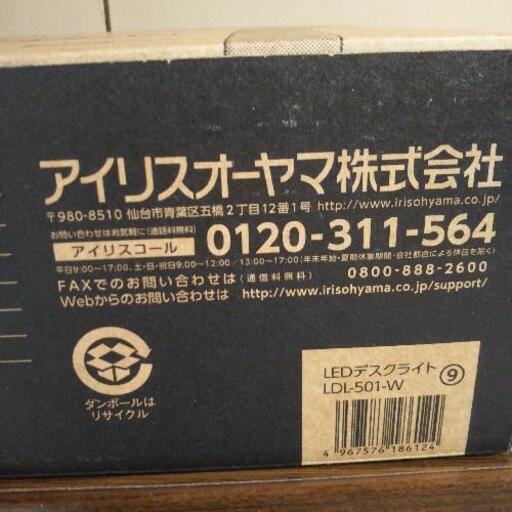 アイリスオーヤマ株式会社
〒980-8510 仙台市青葉区五橋2丁目12番1号 http://www.irisohyama.co.jp/
お問い合わせはお気軽に(通話料無料)
アイリスコール 0120-311-564
平日9:00〜17:00、土・日・祝日9:00〜12:00/13:00〜17:00(年末年始・夏期休業期間・会社都合による休日を除く)
FAXでのお問い合わせは(通信料無料) 0800-888-2600
Webからのお問い合わせは http://www.irisohyama.co.jp/support/
ダンボールは
リサイクル
LEDデスクライト ⑨
LDL-501-W
4 967576 186124